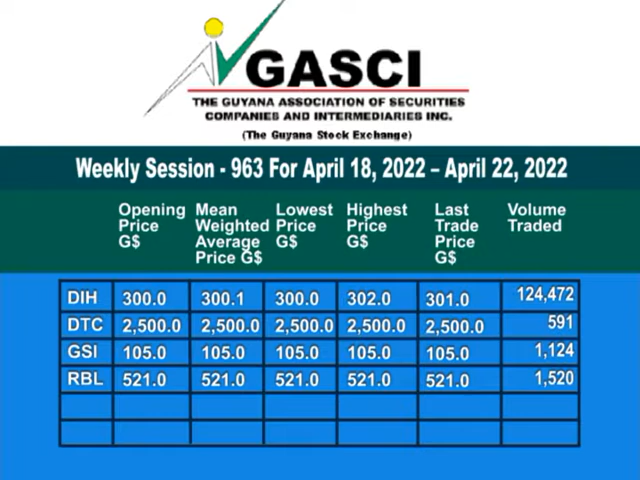 GASCI
THE GUYANA ASSOCIATION OF SECURITIES
COMPANIES AND INTERMEDIARIES INC.
(The Guyana Stock Exchange)
Weekly Session - 963 For April 18, 2022 – April 22, 2022
Opening Price G$ Mean Weighted Average Price G$ Lowest Price G$ Highest Price G$ Last Trade Price G$ Volume Traded
DIH 300.0 300.1 300.0 302.0 301.0 124,472
DTC 2,500.0 2,500.0 2,500.0 2,500.0 2,500.0 591
GSI 105.0 105.0 105.0 105.0 105.0 1,124
RBL 521.0 521.0 521.0 521.0 521.0 1,520